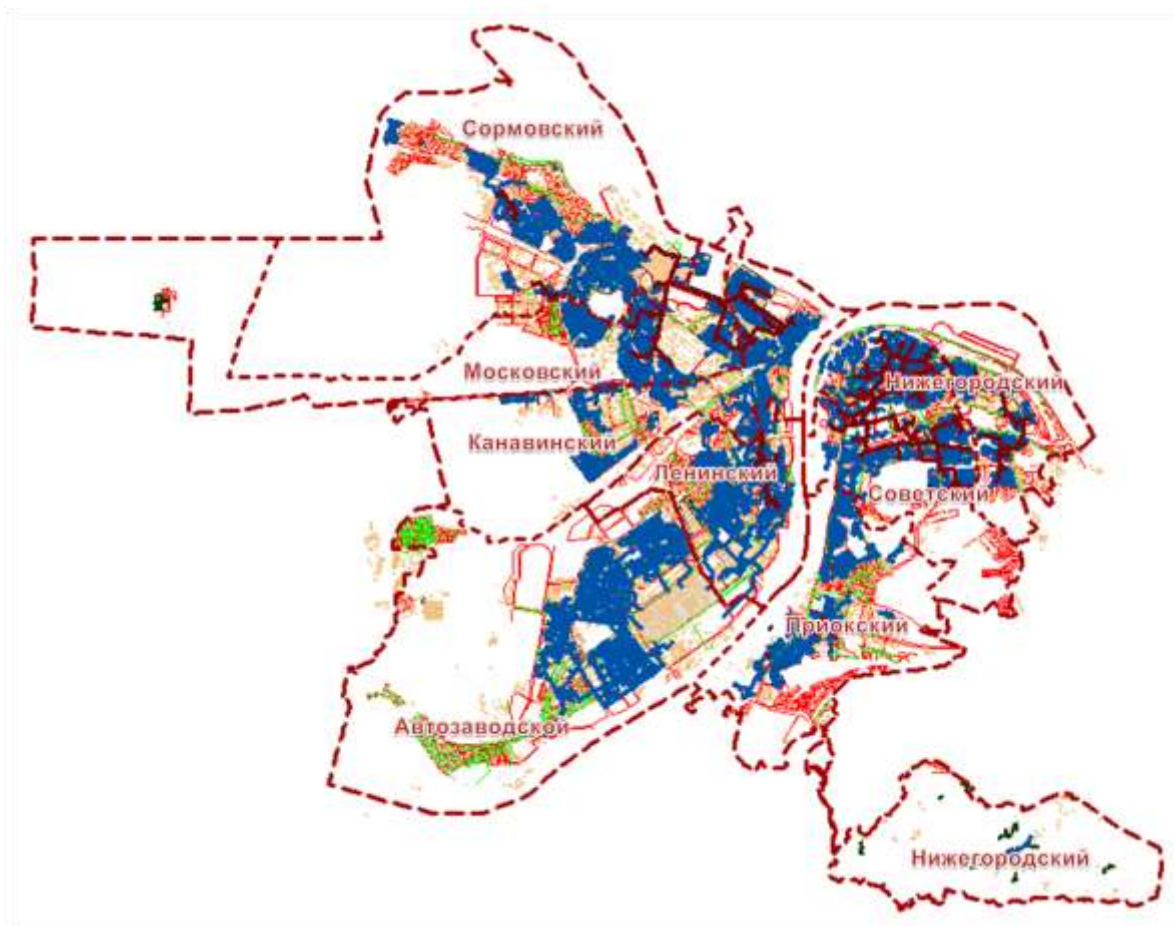 Сормовский
Московский
Нижегородский
Канавинский
Ленинский
Советский
Приокский
Автозаводской
Нижегородский